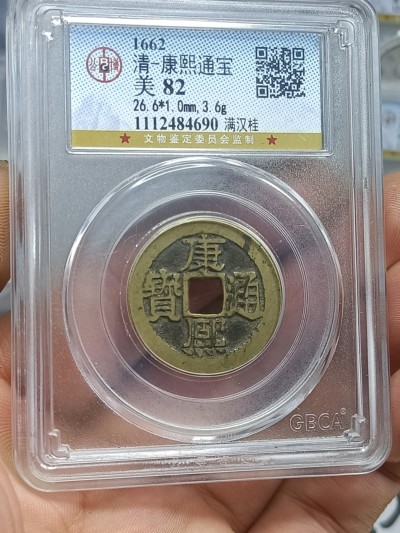 1662
清-康熙通宝
美 82
26.6*1.0mm,3.6g
1112484690 满汉桂
★ 文物鉴定委员会监制 ★
康
寶 通
熙
GBCA®